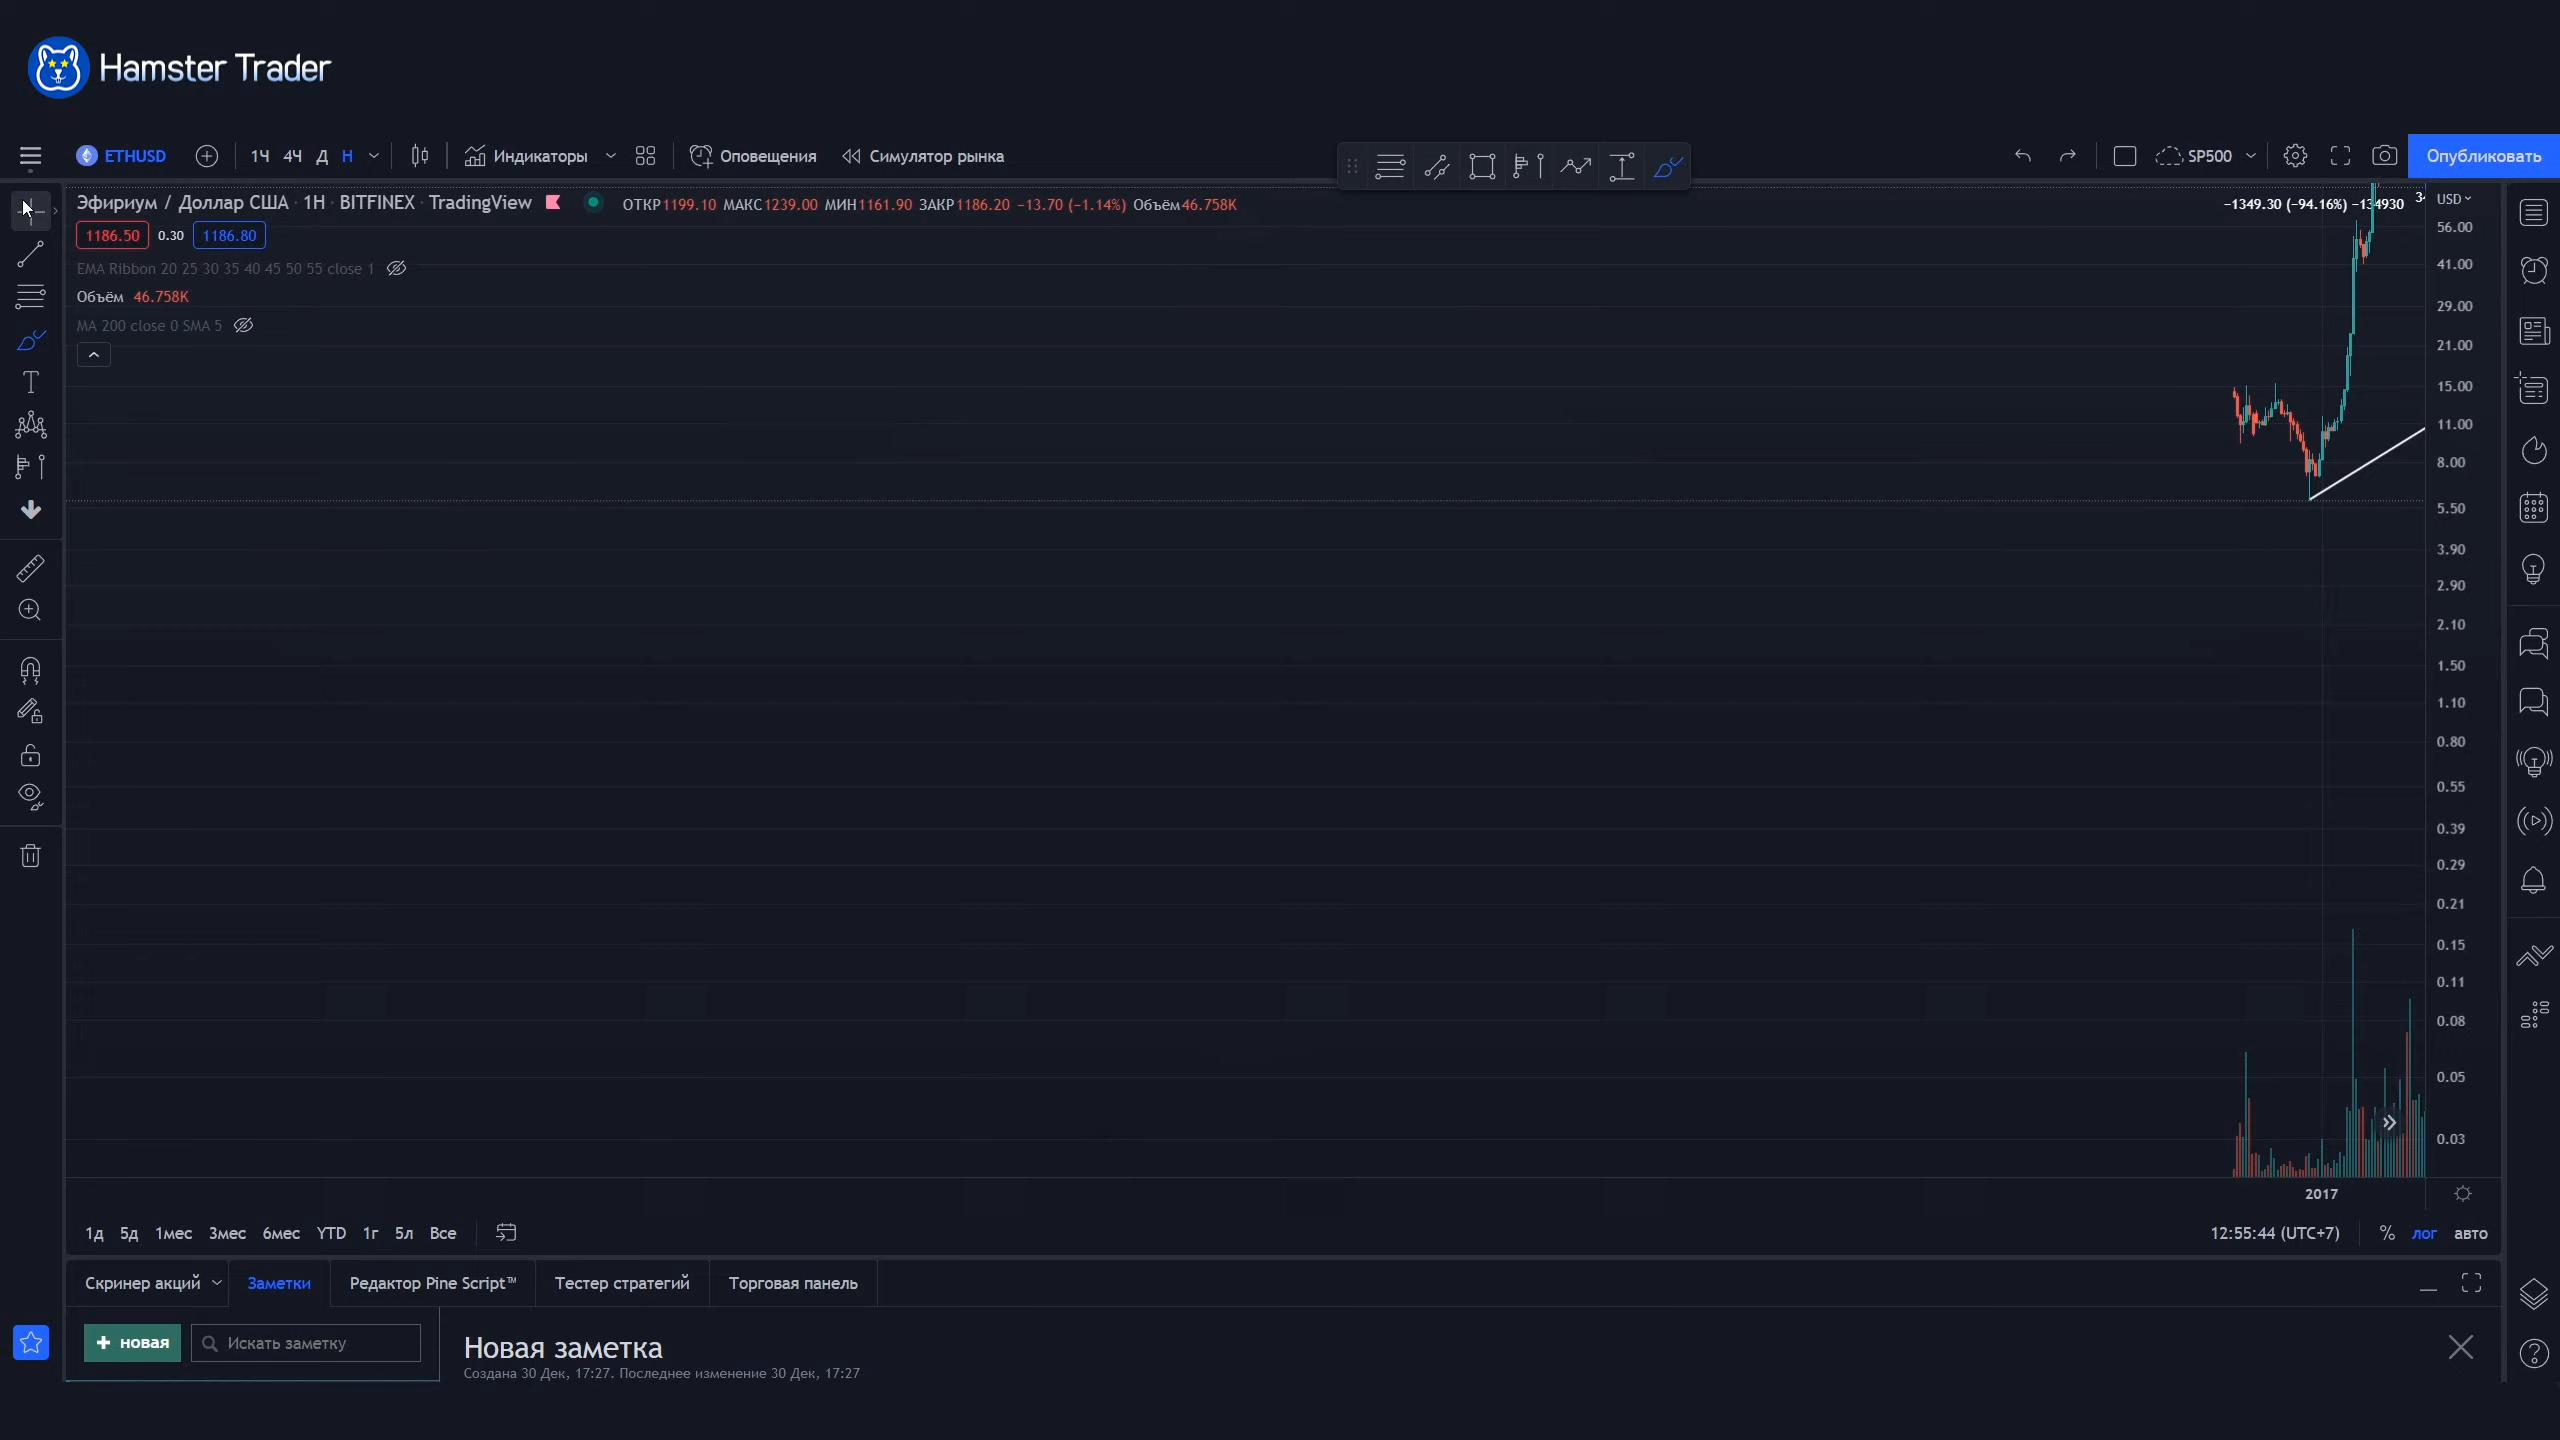 Hamster Trader
ETHUSD 1Ч 4Ч Д Н Индикаторы Оповещения Симулятор рынка SP500 Опубликовать
Эфириум / Доллар США · 1Н · BITFINEX · TradingView ОТКР1199.10 МАКС1239.00 МИН1161.90 ЗАКР1186.20 −13.70 (−1.14%) Объём46.758K
−1349.30 (−94.16%) −134930
USD
1186.50 0.30 1186.80
EMA Ribbon 20 25 30 35 40 45 50 55 close 1
Объём 46.758K
MA 200 close 0 SMA 5
56.00
41.00
29.00
21.00
15.00
11.00
8.00
5.50
3.90
2.90
2.10
1.50
1.10
0.80
0.55
0.39
0.29
0.21
0.15
0.11
0.08
0.05
0.03
2017
1д 5д 1мес 3мес 6мес YTD 1г 5л Все
12:55:44 (UTC+7) % лог авто
Скринер акций Заметки Редактор Pine Script™ Тестер стратегий Торговая панель
+ новая Искать заметку
Новая заметка
Создана 30 Дек, 17:27. Последнее изменение 30 Дек, 17:27